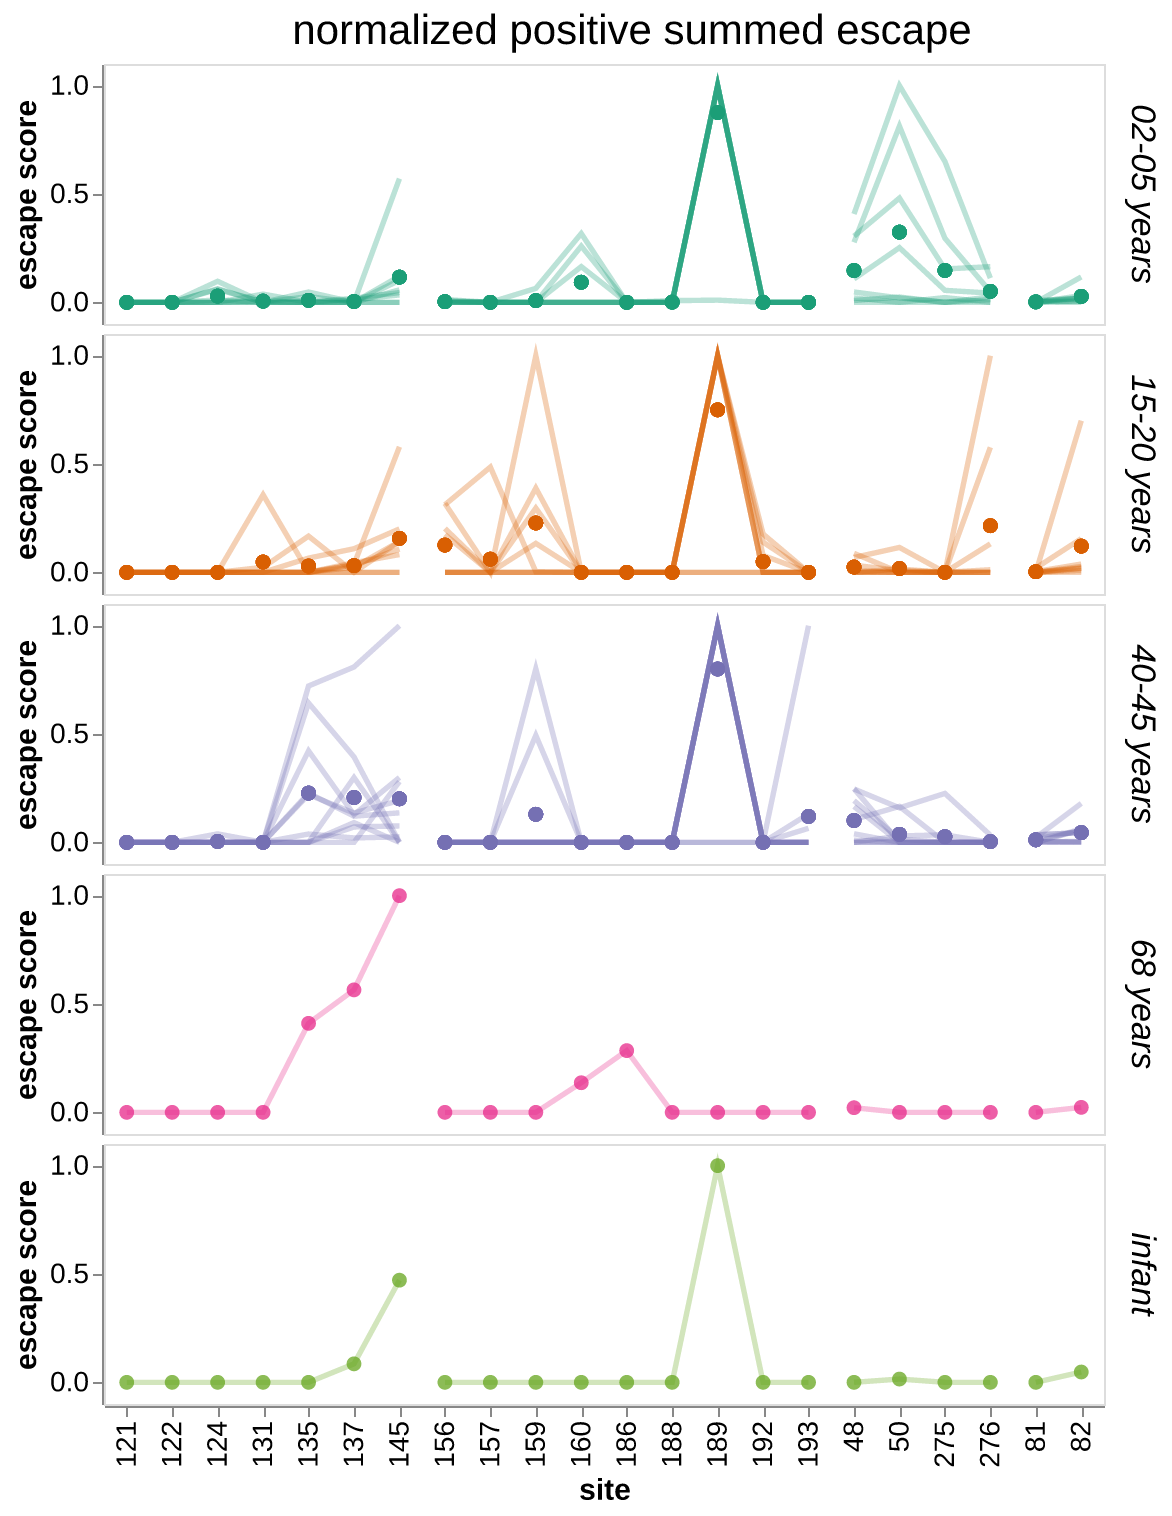 normalized positive summed escape
escape score
1.0
0.5
0.0
02-05 years
escape score
1.0
0.5
0.0
15-20 years
escape score
1.0
0.5
0.0
40-45 years
escape score
1.0
0.5
0.0
68 years
escape score
1.0
0.5
0.0
infant
121 122 124 131 135 137 145 156 157 159 160 186 188 189 192 193 48 50 275 276 81 82
site